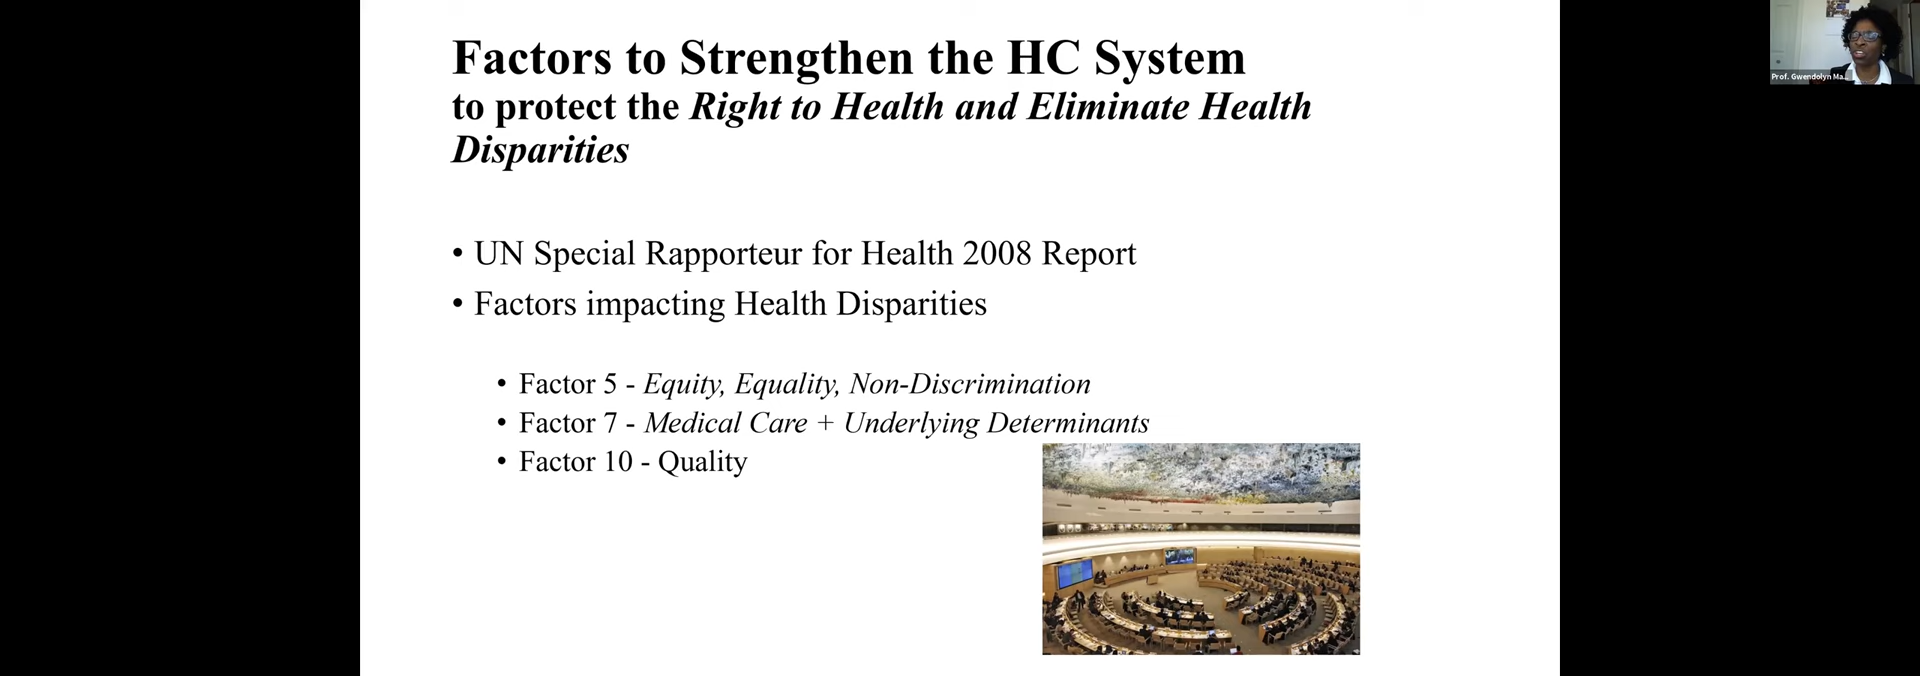 Factors to Strengthen the HC System
to protect the Right to Health and Eliminate Health
Disparities
• UN Special Rapporteur for Health 2008 Report
• Factors impacting Health Disparities
• Factor 5 - Equity, Equality, Non-Discrimination
• Factor 7 - Medical Care + Underlying Determinants
• Factor 10 - Quality
Prof. Gwendolyn Ma...